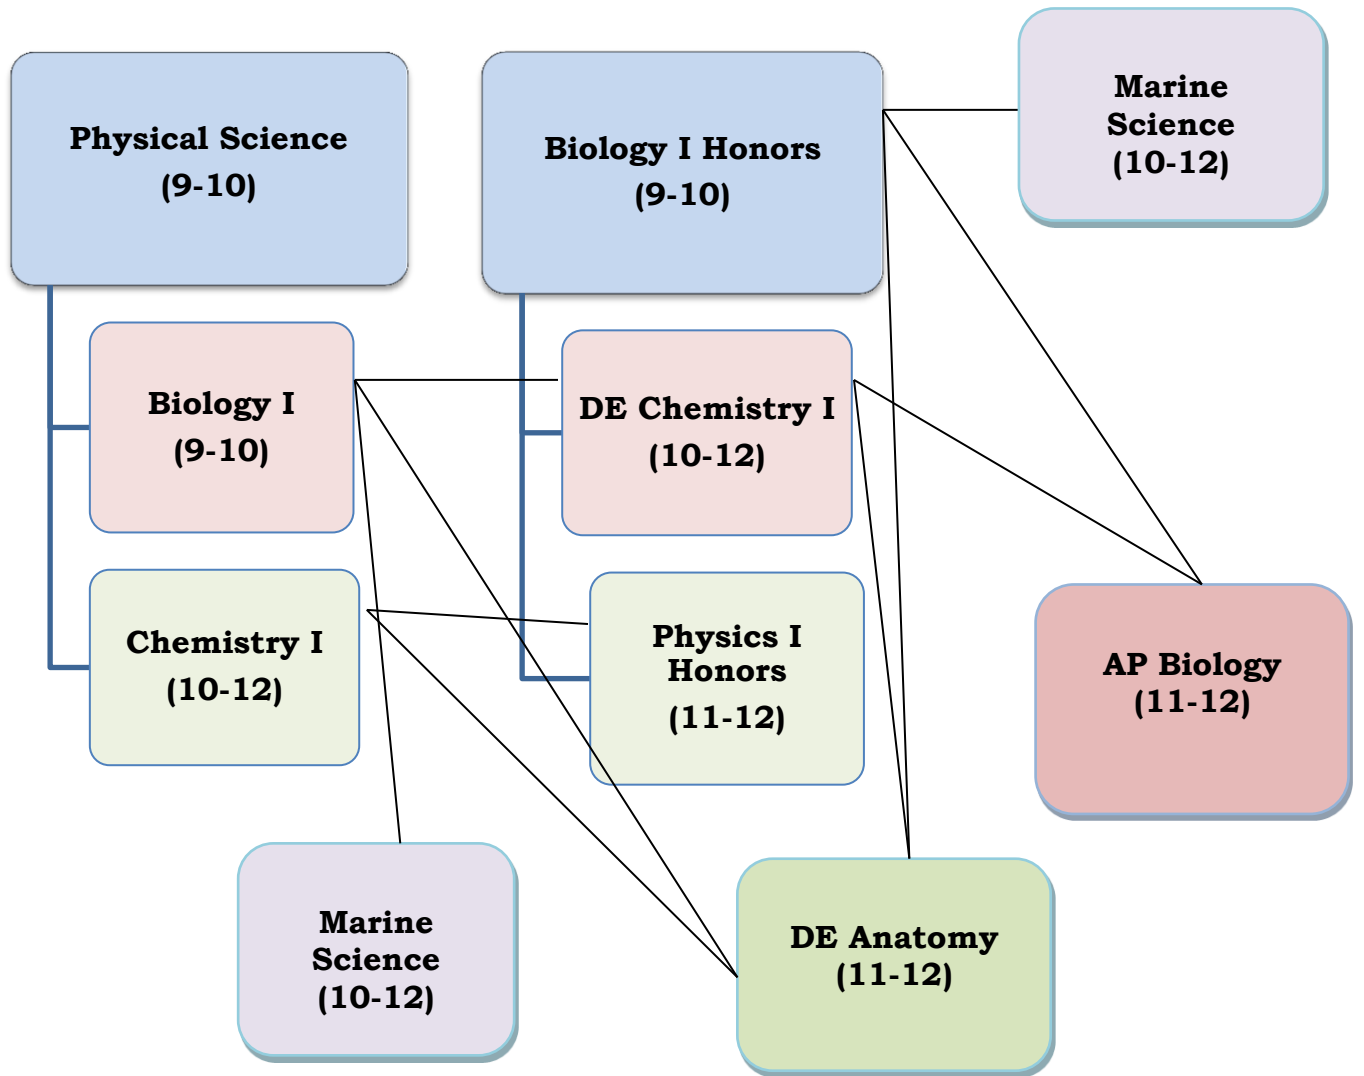 Physical Science
(9-10)
Biology I Honors
(9-10)
Marine
Science
(10-12)
Biology I
(9-10)
DE Chemistry I
(10-12)
Chemistry I
(10-12)
Physics I
Honors
(11-12)
AP Biology
(11-12)
Marine
Science
(10-12)
DE Anatomy
(11-12)